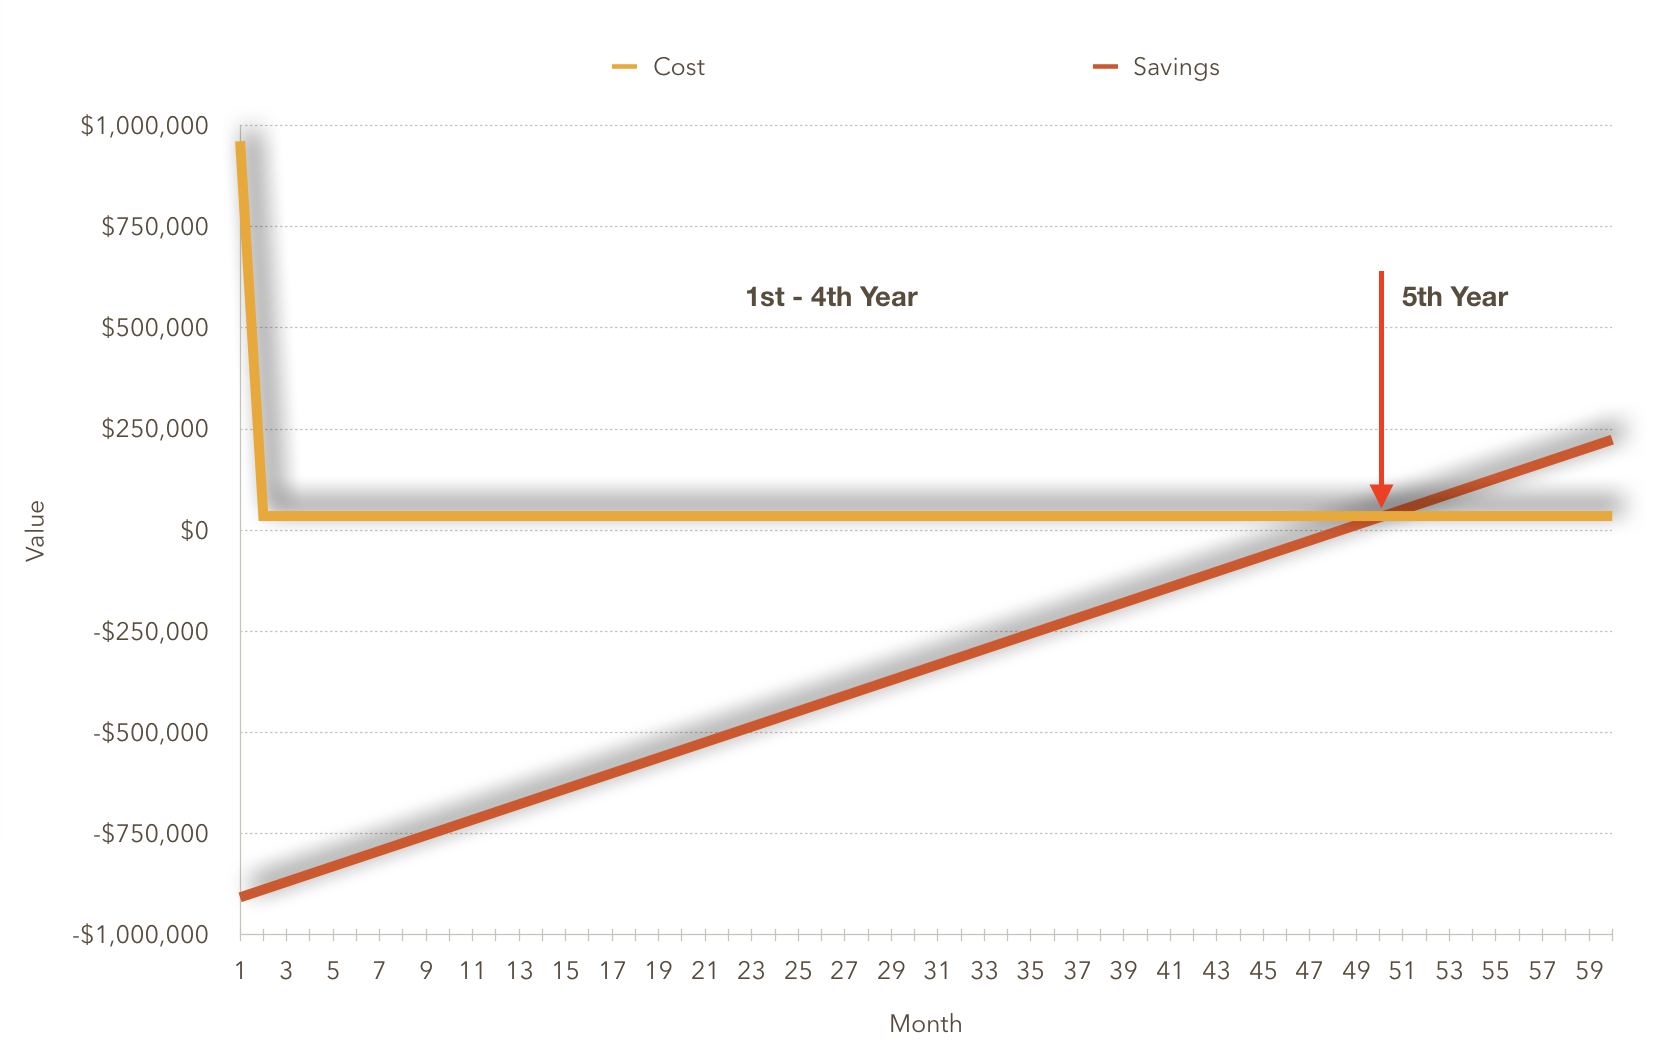 Cost
Savings
$1,000,000
$750,000
1st - 4th Year
5th Year
$500,000
$250,000
Value
$0
-$250,000
-$500,000
-$750,000
-$1,000,000
1 3 5 7 9 11 13 15 17 19 21 23 25 27 29 31 33 35 37 39 41 43 45 47 49 51 53 55 57 59
Month